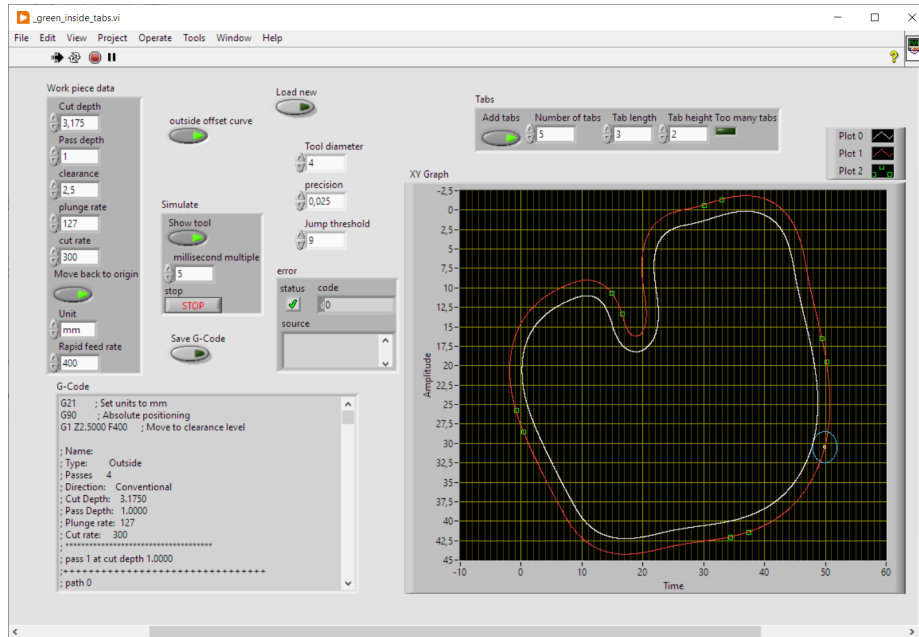 _green_inside_tabs.vi
File Edit View Project Operate Tools Window Help
Work piece data
Cut depth
3,175
Pass depth
1
clearance
2,5
plunge rate
127
cut rate
300
Move back to origin
Unit
mm
Rapid feed rate
400
outside offset curve
Load new
Tool diameter
4
precision
0,025
Jump threshold
9
Simulate
Show tool
millisecond multiple
5
stop
STOP
Save G-Code
error
status code
0
source
Tabs
Add tabs Number of tabs Tab length Tab height Too many tabs
5 3 2
Plot 0
Plot 1
Plot 2
XY Graph
Amplitude
-2,5
0
2,5
5
7,5
10
12,5
15
17,5
20
22,5
25
27,5
30
32,5
35
37,5
40
42,5
45
-10 0 10 20 30 40 50 60
Time
G-Code
G21 ; Set units to mm
G90 ; Absolute positioning
G1 Z2.5000 F400 ; Move to clearance level
; Name:
; Type: Outside
; Passes 4
; Direction: Conventional
; Cut Depth: 3.1750
; Pass Depth: 1.0000
; Plunge rate: 127
; Cut rate: 300
; pass 1 at cut depth 1.0000
; path 0